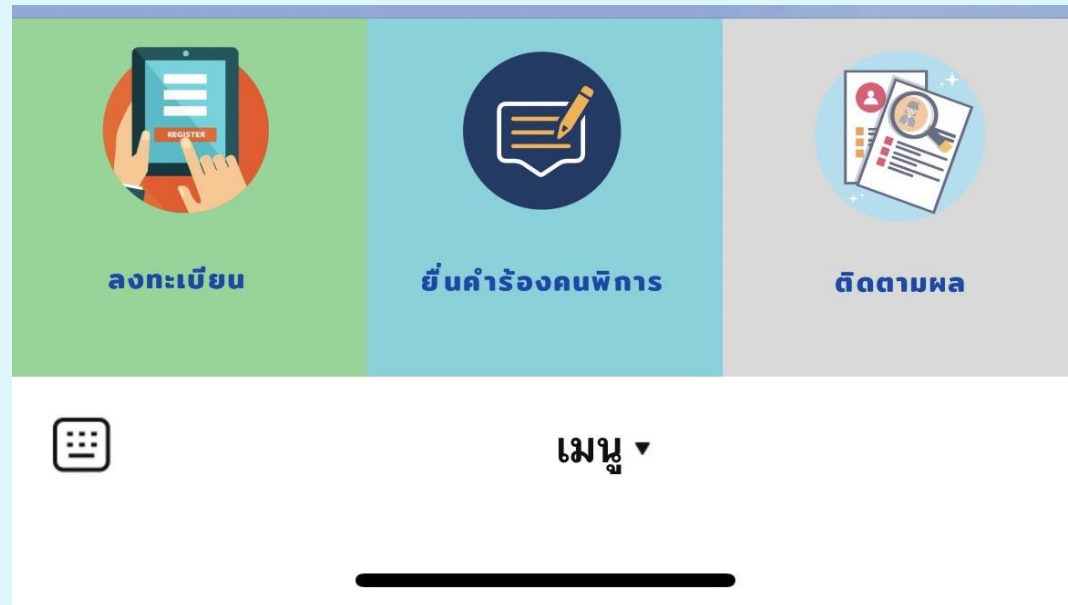 REGISTER
ลงทะเบียน
ยื่นคำร้องคนพิการ
ติดตามผล
เมนู